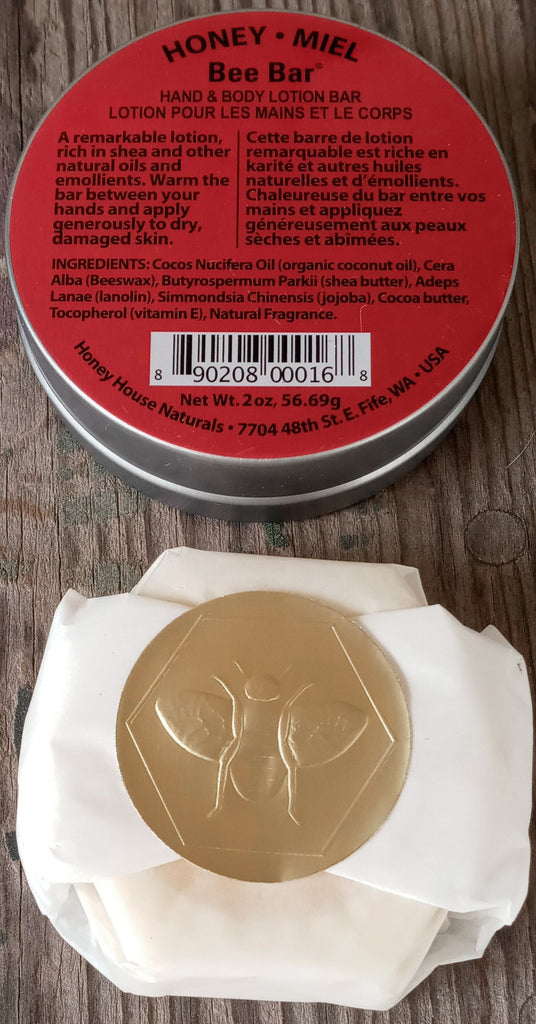 HONEY • MIEL
Bee Bar®
HAND & BODY LOTION BAR
LOTION POUR LES MAINS ET LE CORPS
A remarkable lotion,
rich in shea and other
natural oils and
emollients. Warm the
bar between your
hands and apply
generously to dry,
damaged skin.
Cette barre de lotion
remarquable est riche en
karité et autres huiles
naturelles et d'émollients.
Chaleureuse du bar entre vos
mains et appliquez
généreusement aux peaux
sèches et abîmées.
INGREDIENTS: Cocos Nucifera Oil (organic coconut oil), Cera
Alba (Beeswax), Butyrospermum Parkii (shea butter), Adeps
Lanae (lanolin), Simmondsia Chinensis (jojoba), Cocoa butter,
Tocopherol (vitamin E), Natural Fragrance.
8 90208 00016 8
Net Wt. 2oz, 56.69g
Honey House Naturals • 7704 48th St. E. Fife, WA • USA